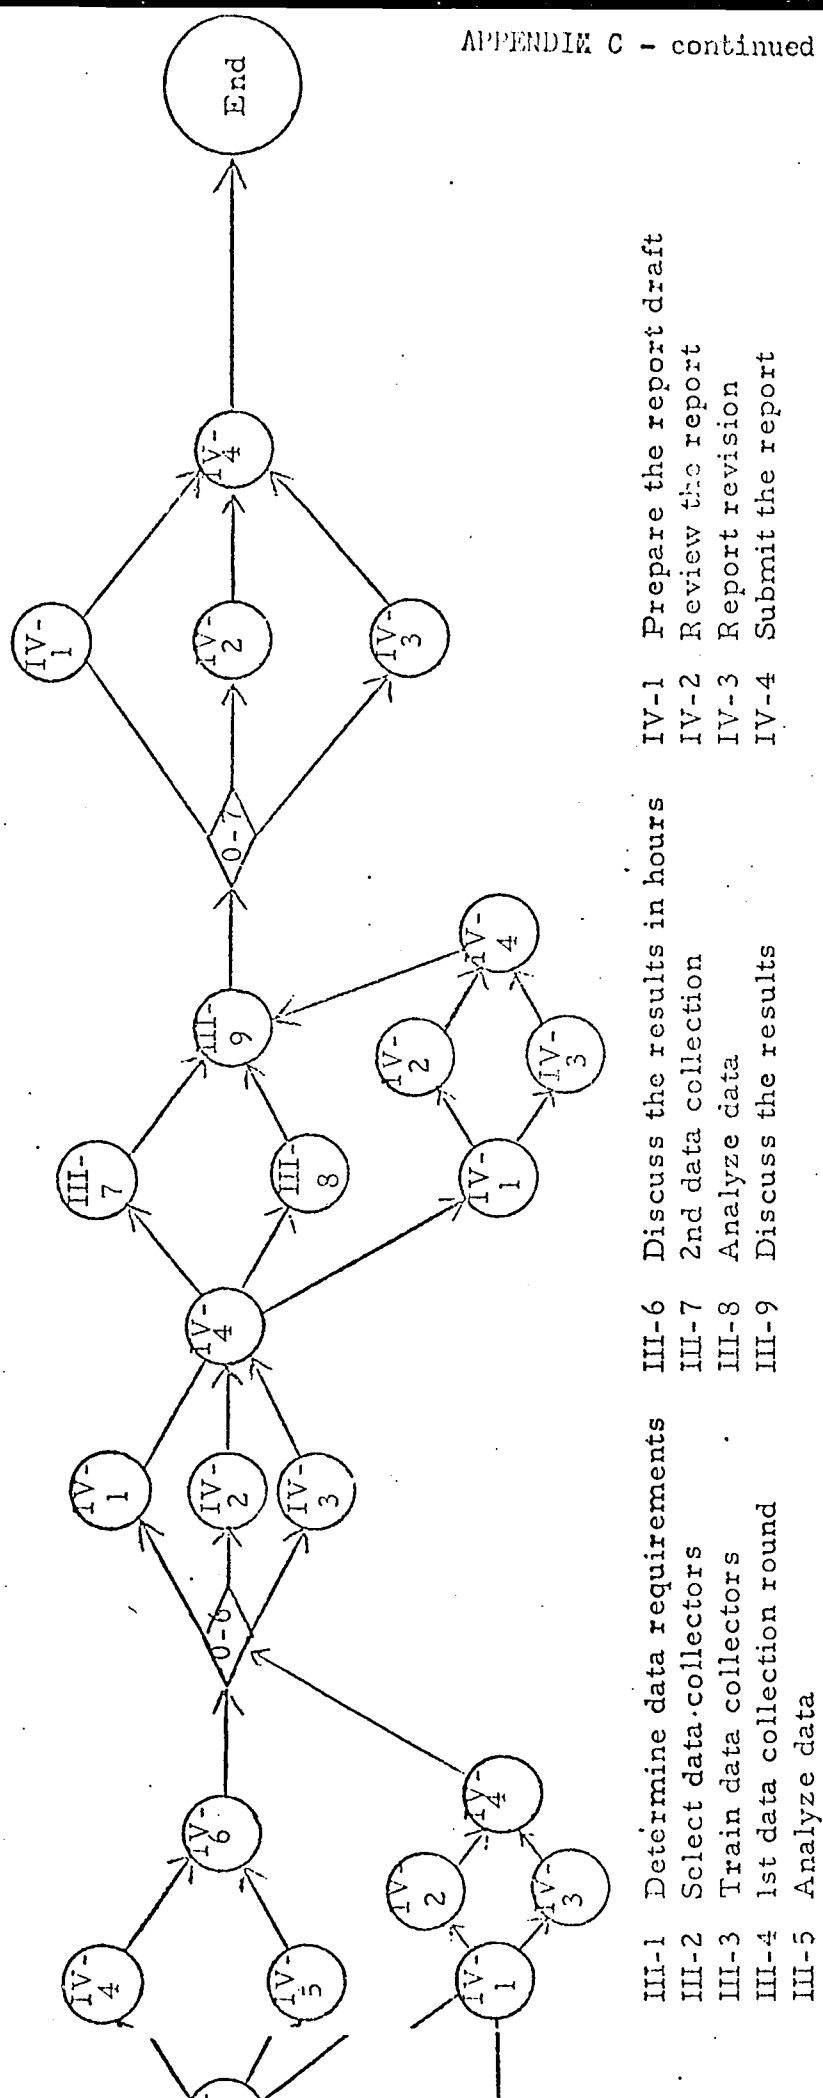 APPENDIX C - continued
End
IV-
4
IV-
1
IV-
2
IV-
3
0-7
III-
9
IV-
4
IV-
2
IV-
3
III-
7
III-
8
IV-
1
IV-
4
IV-
1
IV-
2
IV-
3
0-6
IV-
4
IV-
6
IV-
2
IV-
3
IV-
4
IV-
5
IV-
1
III-1 Determine data requirements
III-2 Select data collectors
III-3 Train data collectors
III-4 1st data collection round
III-5 Analyze data
III-6 Discuss the results in hours
III-7 2nd data collection
III-8 Analyze data
III-9 Discuss the results
IV-1 Prepare the report draft
IV-2 Review the report
IV-3 Report revision
IV-4 Submit the report